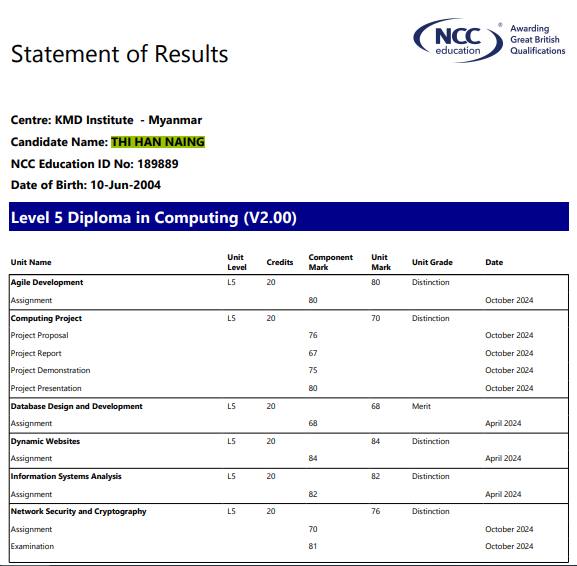 Statement of Results
NCC education
Awarding
Great British
Qualifications
Centre: KMD Institute - Myanmar
Candidate Name: THI HAN NAING
NCC Education ID No: 189889
Date of Birth: 10-Jun-2004
Level 5 Diploma in Computing (V2.00)
Unit Name Unit Level Credits Component Mark Unit Mark Unit Grade Date
Agile Development L5 20 80 Distinction
Assignment 80 October 2024
Computing Project L5 20 70 Distinction
Project Proposal 76 October 2024
Project Report 67 October 2024
Project Demonstration 75 October 2024
Project Presentation 80 October 2024
Database Design and Development L5 20 68 Merit
Assignment 68 April 2024
Dynamic Websites L5 20 84 Distinction
Assignment 84 April 2024
Information Systems Analysis L5 20 82 Distinction
Assignment 82 April 2024
Network Security and Cryptography L5 20 76 Distinction
Assignment 70 October 2024
Examination 81 October 2024